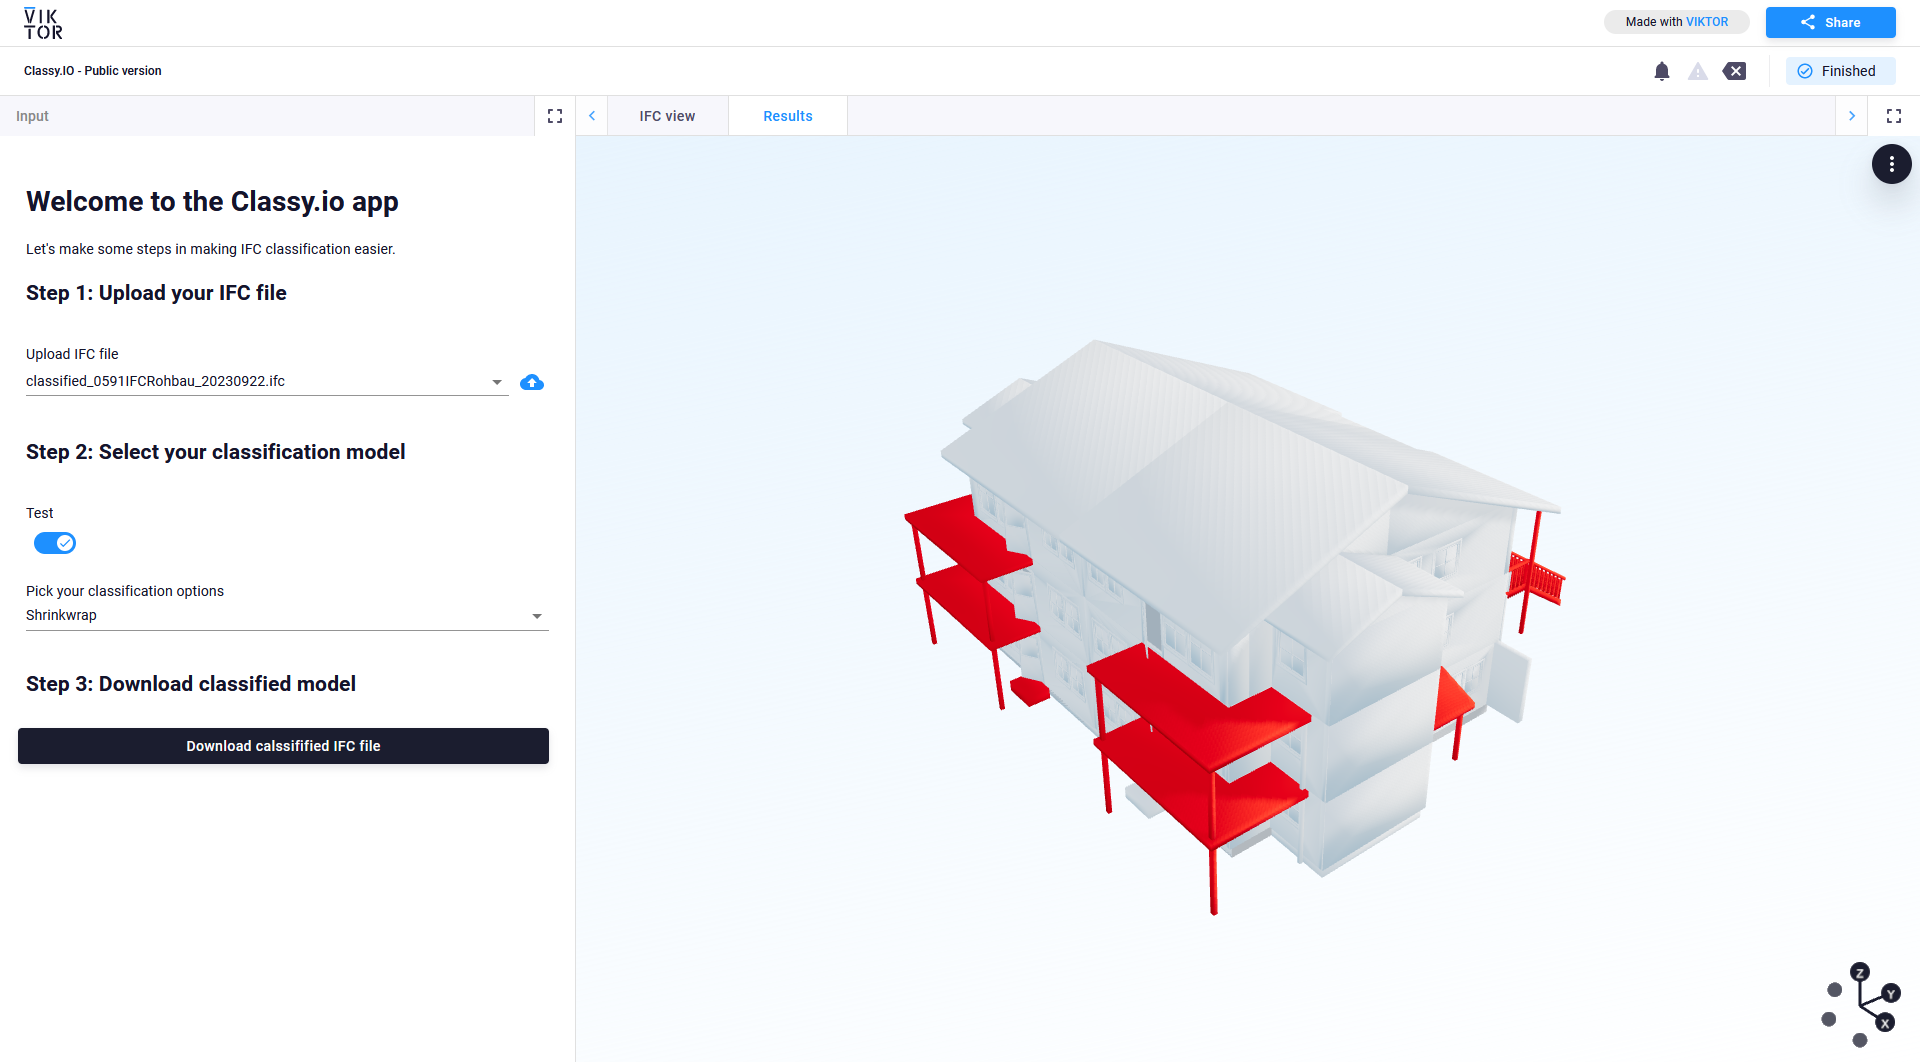 VIK
TOR
Made with VIKTOR
Share
Classy.IO - Public version
Finished
Input
IFC view
Results
Welcome to the Classy.io app
Let's make some steps in making IFC classification easier.
Step 1: Upload your IFC file
Upload IFC file
classified_0591IFCRohbau_20230922.ifc
Step 2: Select your classification model
Test
Pick your classification options
Shrinkwrap
Step 3: Download classified model
Download calssifified IFC file
Z
Y
X